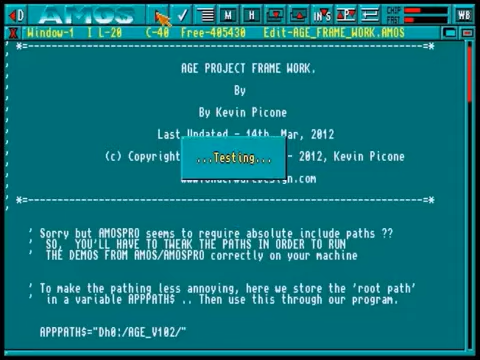 AMOS
M H IN'S P CHIP FAST WB
Window-1 I L-20 C-40 Free-405430 Edit-AGE_FRAME_WORK.AMOS
' *=----------------------------------------------------------=*
AGE PROJECT FRAME WORK.
By
By Kevin Picone
Last Updated - 14th, Mar, 2012
(c) Copyright - 2012, Kevin Picone
...Testing...
' *=----------------------------------------------------------=*
' Sorry but AMOSPRO seems to require absolute include paths ??
' SO, YOU'LL HAVE TO TWEAK THE PATHS IN ORDER TO RUN
' THE DEMOS FROM AMOS/AMOSPRO correctly on your machine
' To make the pathing less annoying, here we store the 'root path'
' in a variable APPPATH$ .. Then use this through our program.
APPPATH$="Dh0:/AGE_V102/"